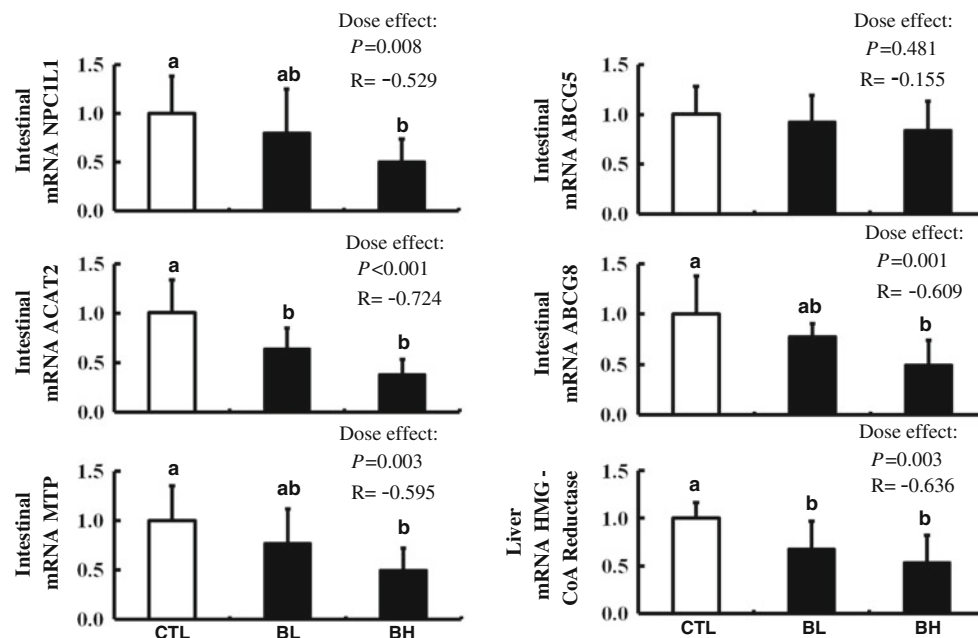 Dose effect:
P=0.008
R= -0.529
Intestinal
mRNA NPC1L1
1.5
1.0
0.5
0.0
a
ab
b
Dose effect:
P=0.481
R= -0.155
Intestinal
mRNA ABCG5
1.5
1.0
0.5
0.0
Dose effect:
P<0.001
R= -0.724
Intestinal
mRNA ACAT2
1.5
1.0
0.5
0.0
a
b
b
Dose effect:
P=0.001
R= -0.609
Intestinal
mRNA ABCG8
1.5
1.0
0.5
0.0
a
ab
b
Dose effect:
P=0.003
R= -0.595
Intestinal
mRNA MTP
1.5
1.0
0.5
0.0
a
ab
b
CTL BL BH
Dose effect:
P=0.003
R= -0.636
Liver
mRNA HMG -
CoA Reductase
1.5
1.0
0.5
0.0
a
b
b
CTL BL BH